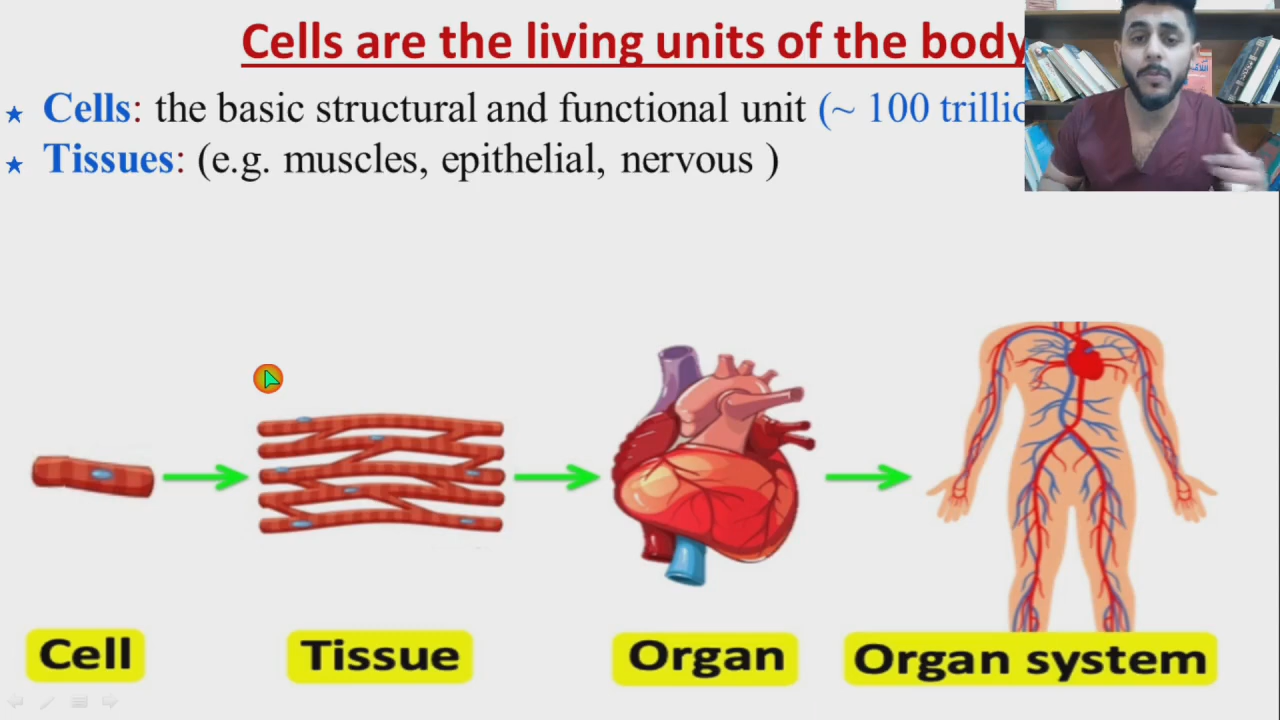 Cells are the living units of the body
★ Cells: the basic structural and functional unit (~ 100
★ Tissues: (e.g. muscles, epithelial, nervous )
Cell
Tissue
Organ
Organ system